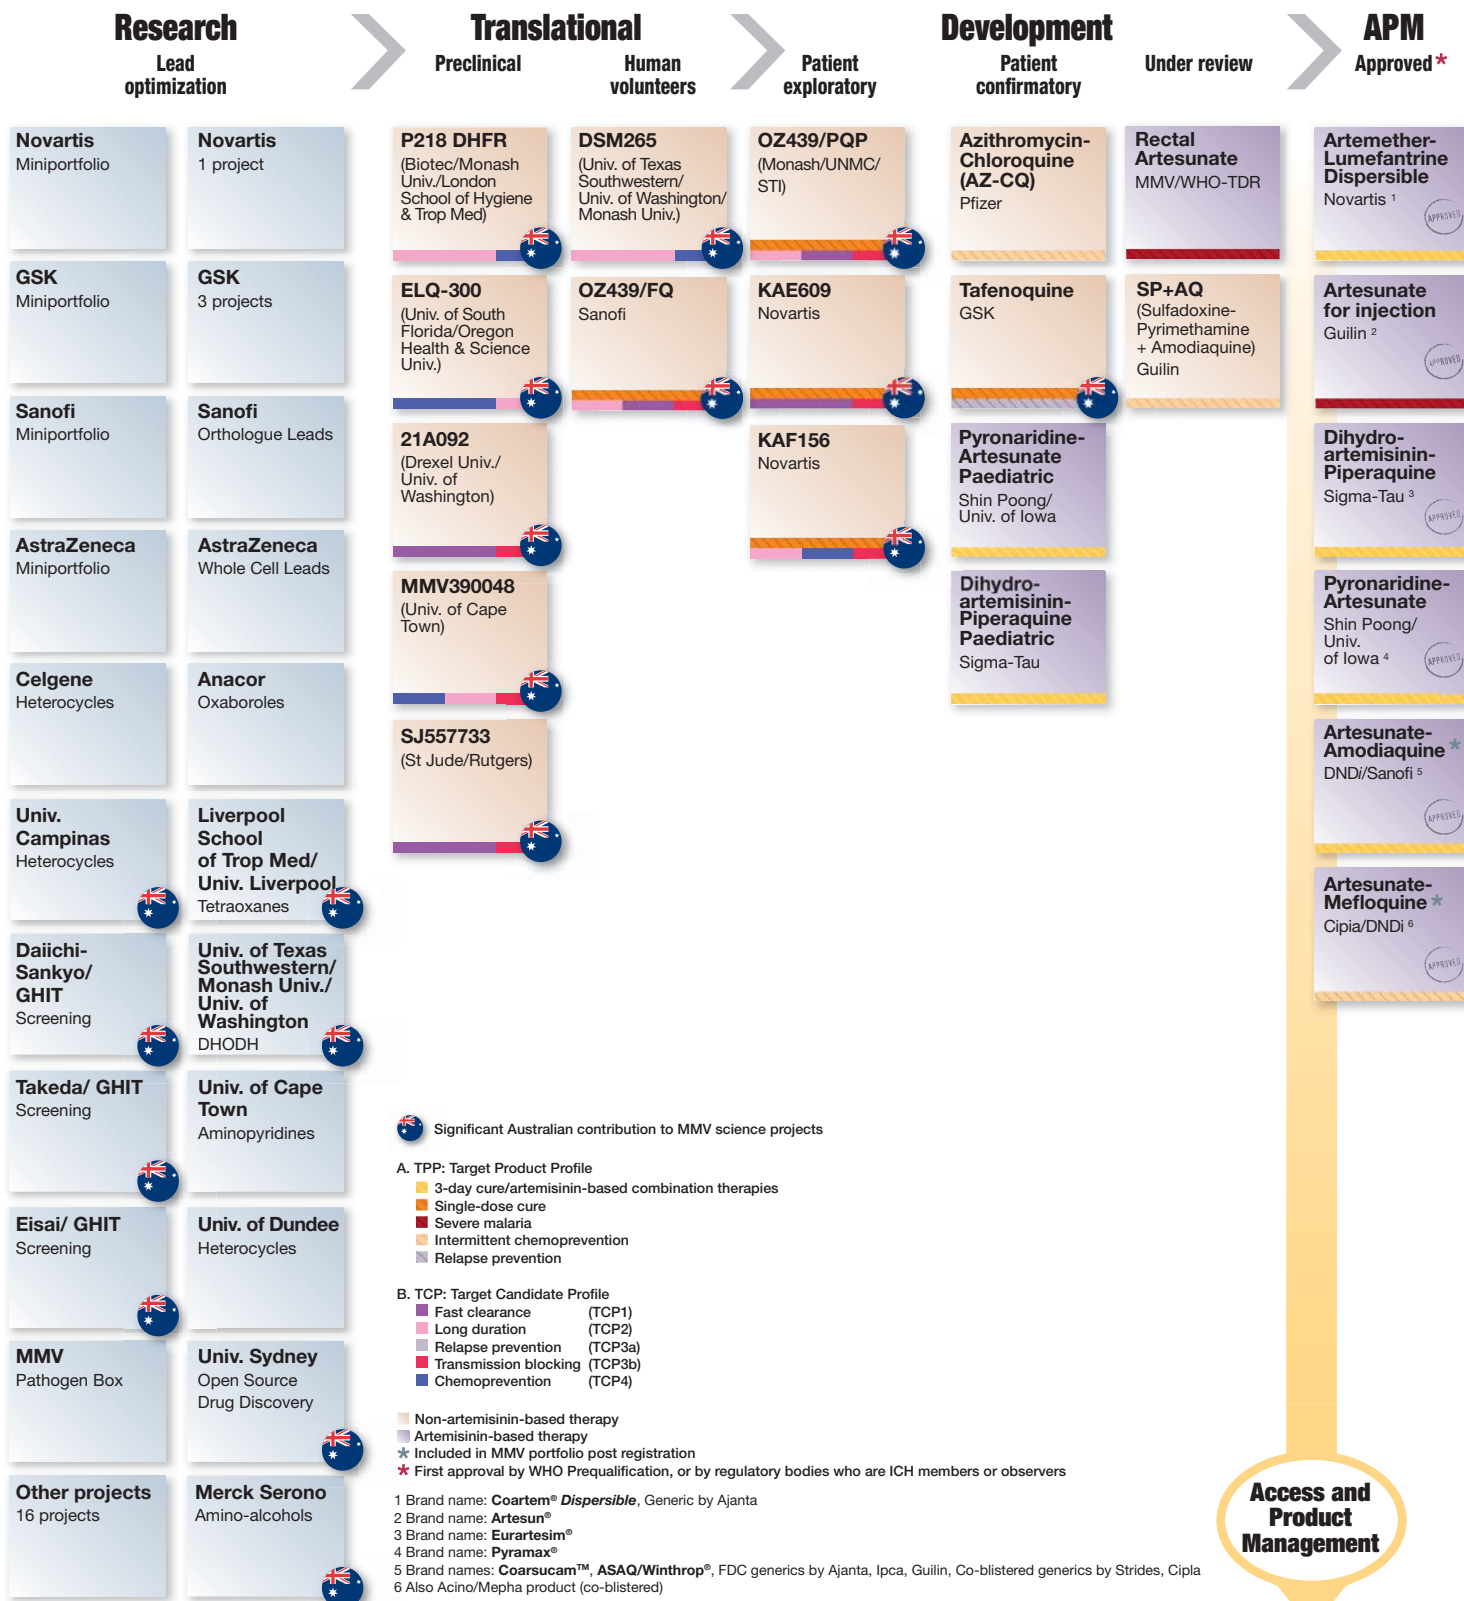 Research
Translational
Development
APM
Lead
optimization
Preclinical
Human
volunteers
Patient
exploratory
Patient
confirmatory
Under review
Approved*
Novartis
Miniportfolio
Novartis
1 project
GSK
Miniportfolio
GSK
3 projects
Sanofi
Miniportfolio
Sanofi
Orthologue Leads
AstraZeneca
Miniportfolio
AstraZeneca
Whole Cell Leads
Celgene
Heterocycles
Anacor
Oxaboroles
Univ.
Campinas
Heterocycles
Liverpool
School
of Trop Med/
Univ. Liverpool
Tetraoxanes
Daiichi-
Sankyo/
GHIT
Screening
Univ. of Texas
Southwestern/
Monash Univ./
Univ. of
Washington
DHODH
Takeda/ GHIT
Screening
Univ. of Cape
Town
Aminopyridines
Eisai/ GHIT
Screening
Univ. of Dundee
Heterocycles
MMV
Pathogen Box
Univ. Sydney
Open Source
Drug Discovery
Other projects
16 projects
Merck Serono
Amino-alcohols
P218 DHFR
(Biotec/Monash
Univ./London
School of Hygiene
& Trop Med)
ELQ-300
(Univ. of South
Florida/Oregon
Health & Science
Univ.)
21A092
(Drexel Univ./
Univ. of
Washington)
MMV390048
(Univ. of Cape
Town)
SJ557733
(St Jude/Rutgers)
DSM265
(Univ. of Texas
Southwestern/
Univ. of Washington/
Monash Univ.)
OZ439/FQ
Sanofi
OZ439/PQP
(Monash/UNMC/
STI)
KAE609
Novartis
KAF156
Novartis
Azithromycin-
Chloroquine
(AZ-CQ)
Pfizer
Tafenoquine
GSK
Pyronaridine-
Artesunate
Paediatric
Shin Poong/
Univ. of Iowa
Dihydro-
artemisinin-
Piperaquine
Paediatric
Sigma-Tau
Rectal
Artesunate
MMV/WHO-TDR
SP+AQ
(Sulfadoxine-
Pyrimethamine
+ Amodiaquine)
Guilin
Artemether-
Lumefantrine
Dispersible
Novartis 1
APPROVED
Artesunate
for injection
Guilin 2
APPROVED
Dihydro-
artemisinin-
Piperaquine
Sigma-Tau 3
APPROVED
Pyronaridine-
Artesunate
Shin Poong/
Univ.
of Iowa 4
APPROVED
Artesunate-
Amodiaquine *
DNDi/Sanofi 5
APPROVED
Artesunate-
Mefloquine *
Cipia/DNDi 6
APPROVED
Significant Australian contribution to MMV science projects
A. TPP: Target Product Profile
3-day cure/artemisinin-based combination therapies
Single-dose cure
Severe malaria
Intermittent chemoprevention
Relapse prevention
B. TCP: Target Candidate Profile
Fast clearance (TCP1)
Long duration (TCP2)
Relapse prevention (TCP3a)
Transmission blocking (TCP3b)
Chemoprevention (TCP4)
Non-artemisinin-based therapy
Artemisinin-based therapy
* Included in MMV portfolio post registration
* First approval by WHO Prequalification, or by regulatory bodies who are ICH members or observers
1 Brand name: Coartem® Dispersible, Generic by Ajanta
2 Brand name: Artesun®
3 Brand name: Eurartesim®
4 Brand name: Pyramax®
5 Brand names: Coarsucam™, ASAQ/Winthrop®, FDC generics by Ajanta, Ipca, Guilin, Co-blistered generics by Strides, Cipla
6 Also Acino/Mepha product (co-blistered)
Access and
Product
Management